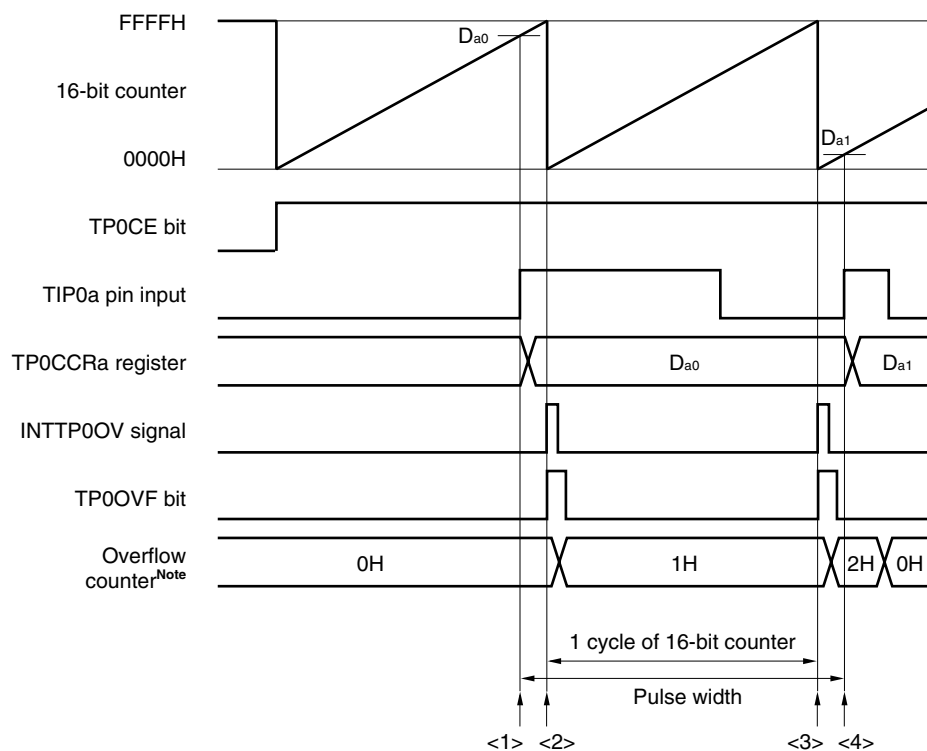 FFFFH
Da0
16-bit counter
0000H
Da1
TP0CE bit
TIP0a pin input
TP0CCRa register
Da0
Da1
INTTP0OV signal
TP0OVF bit
Overflow
counterNote
0H
1H
2H
0H
1 cycle of 16-bit counter
Pulse width
<1> <2> <3> <4>